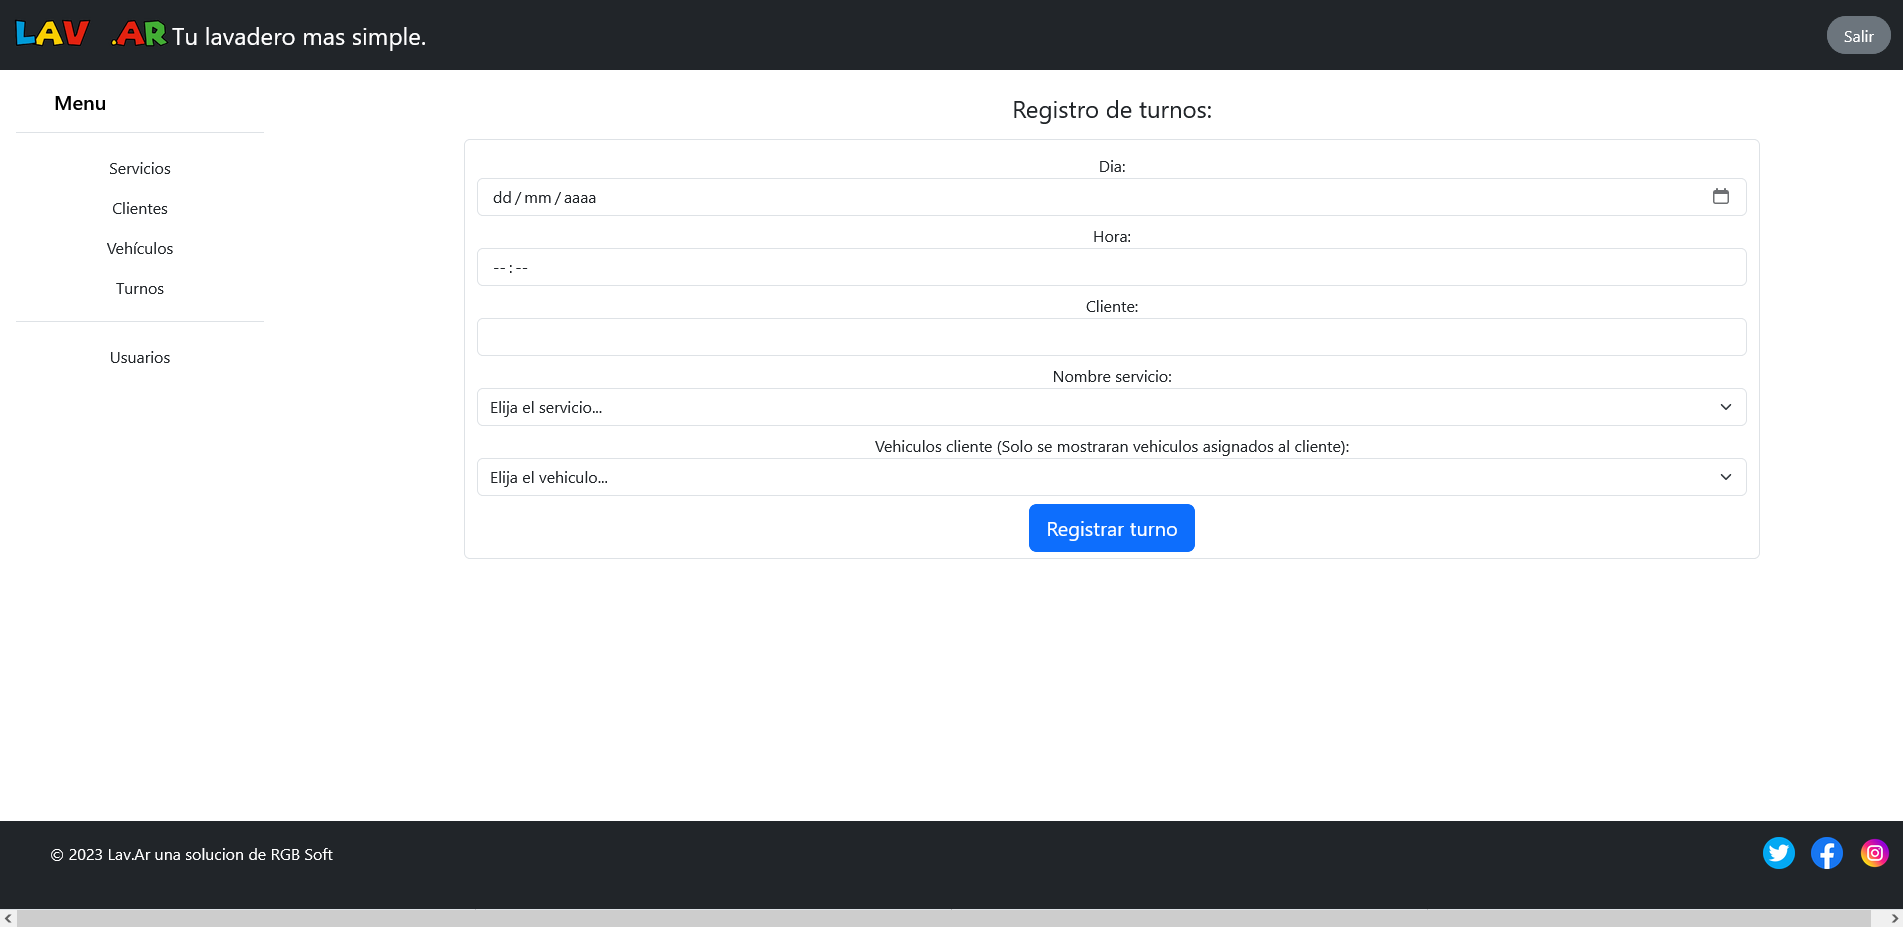 LAV .AR Tu lavadero mas simple.
Salir
Menu
Servicios
Clientes
Vehículos
Turnos
Usuarios
Registro de turnos:
Dia:
dd/mm/aaaa
Hora:
--:--
Cliente:
Nombre servicio:
Elija el servicio...
Vehiculos cliente (Solo se mostraran vehiculos asignados al cliente):
Elija el vehiculo...
Registrar turno
© 2023 Lav.Ar una solucion de RGB Soft